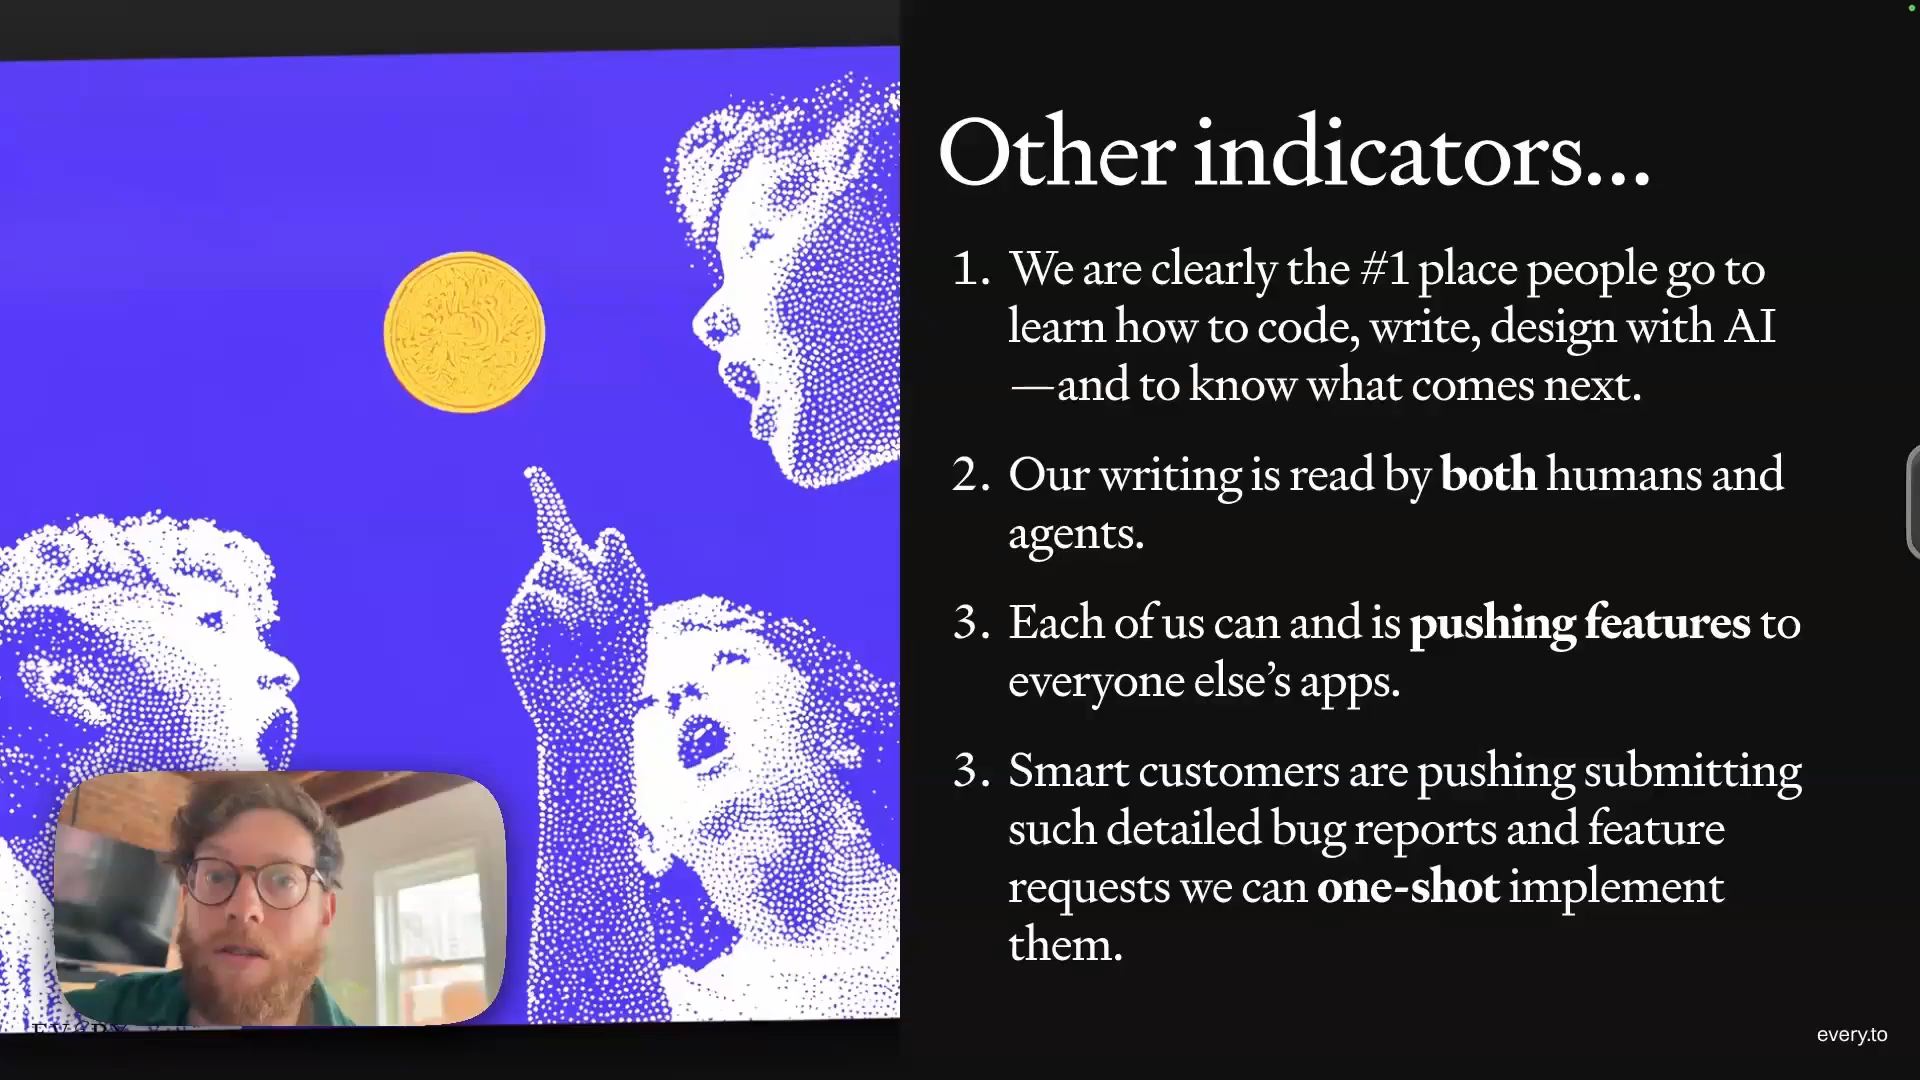 Other indicators...
1. We are clearly the #1 place people go to
learn how to code, write, design with AI
—and to know what comes next.
2. Our writing is read by both humans and
agents.
3. Each of us can and is pushing features to
everyone else’s apps.
3. Smart customers are pushing submitting
such detailed bug reports and feature
requests we can one-shot implement
them.
every.to